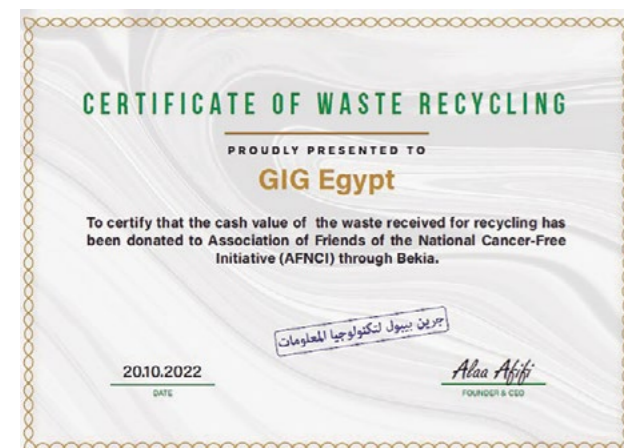 CERTIFICATE OF WASTE RECYCLING
PROUDLY PRESENTED TO
GIG Egypt
To certify that the cash value of the waste received for recycling has
been donated to Association of Friends of the National Cancer-Free
Initiative (AFNCI) through Bekia.
جرين بيبول لتكنولوجيا المعلومات
20.10.2022
DATE
Alaa Afifi
FOUNDER & CEO